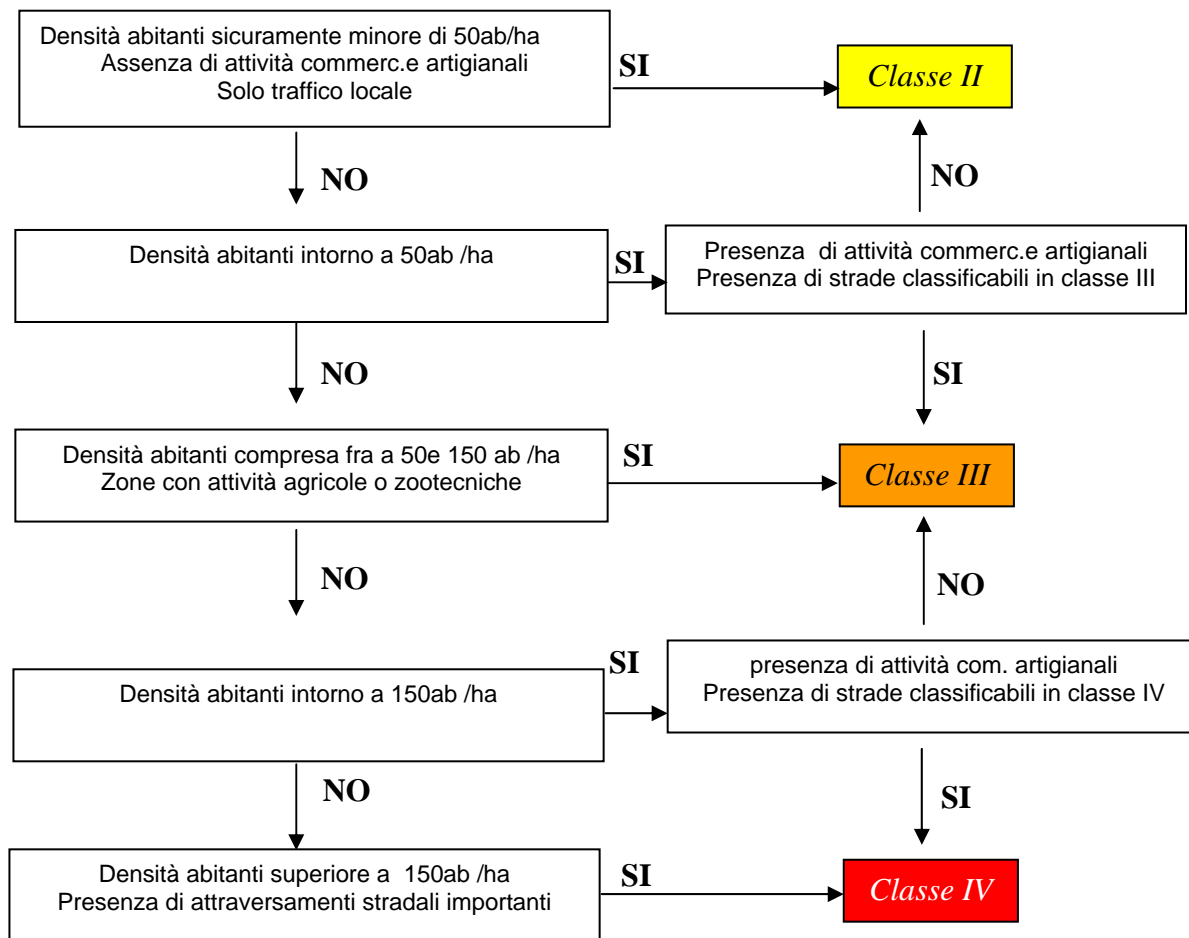 Densità abitanti sicuramente minore di 50ab/ha
Assenza di attività commerc.e artigianali
Solo traffico locale
SI
Classe II
NO
NO
Densità abitanti intorno a 50ab /ha
SI
Presenza di attività commerc.e artigianali
Presenza di strade classificabili in classe III
NO
SI
Densità abitanti compresa fra a 50e 150 ab /ha
Zone con attività agricole o zootecniche
SI
Classe III
NO
NO
Densità abitanti intorno a 150ab /ha
SI
presenza di attività com. artigianali
Presenza di strade classificabili in classe IV
NO
SI
Densità abitanti superiore a 150ab /ha
Presenza di attraversamenti stradali importanti
SI
Classe IV